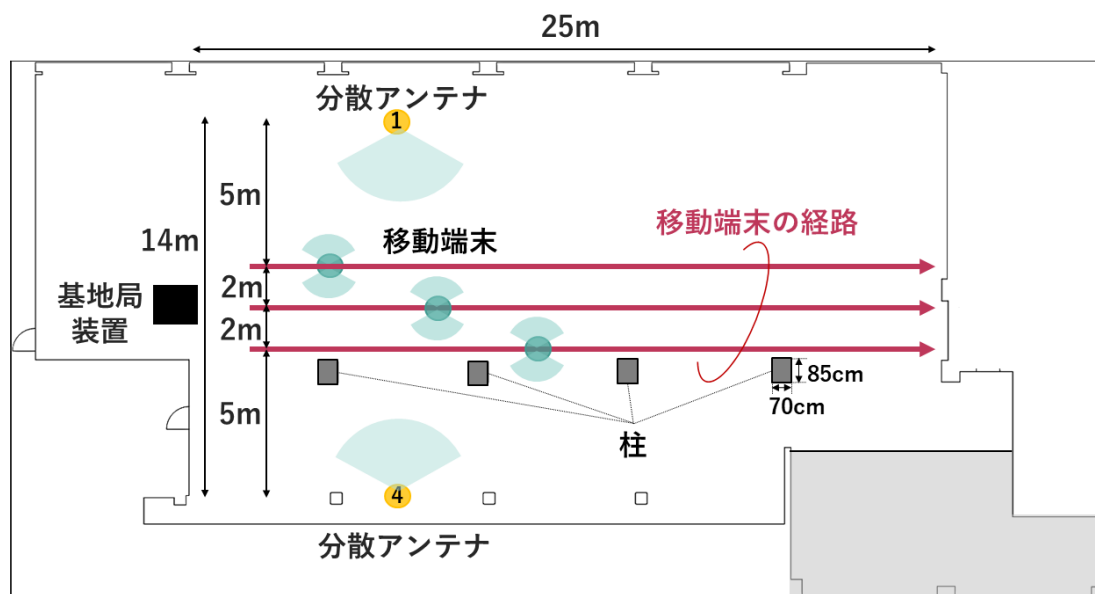 25m
分散アンテナ
1
5m
14m
移動端末
移動端末の経路
2m
基地局
装置
2m
85cm
70cm
5m
柱
4
分散アンテナ